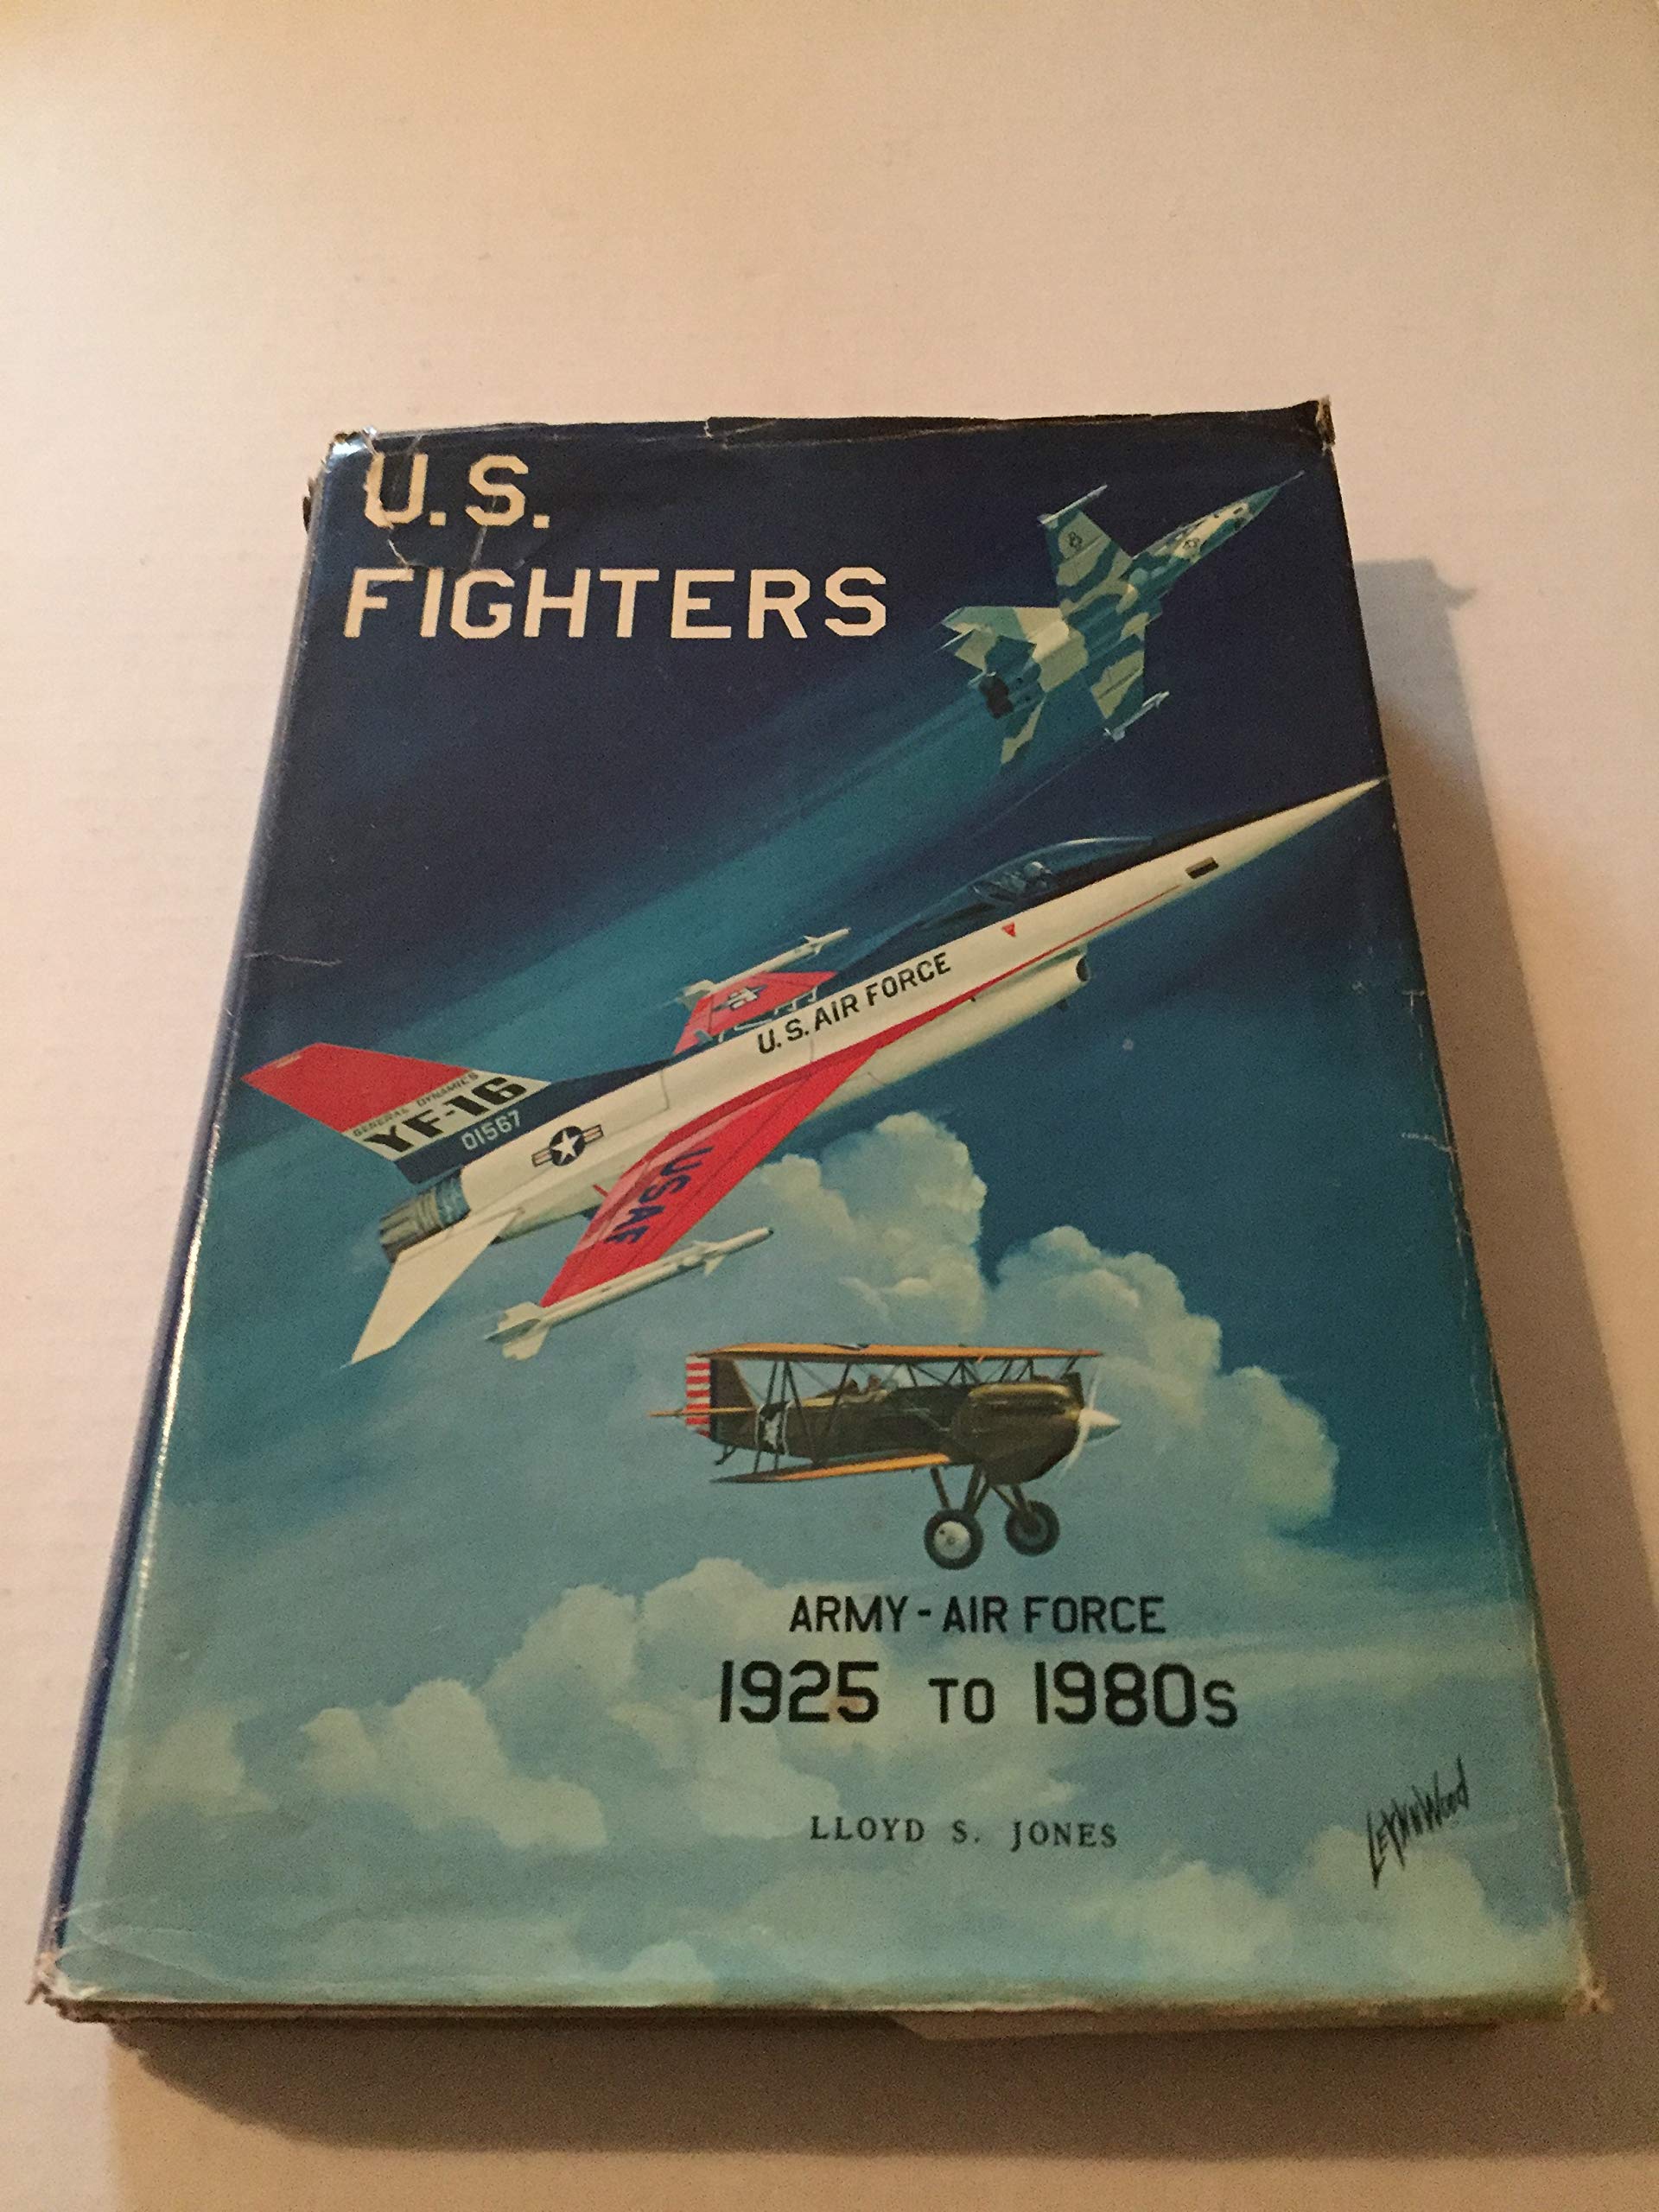 U.S.
FIGHTERS
U.S. AIR FORCE
GENERAL DYNAMICS
YF-16
01567
USAF
ARMY-AIR FORCE
1925 TO 1980s
LLOYD S. JONES